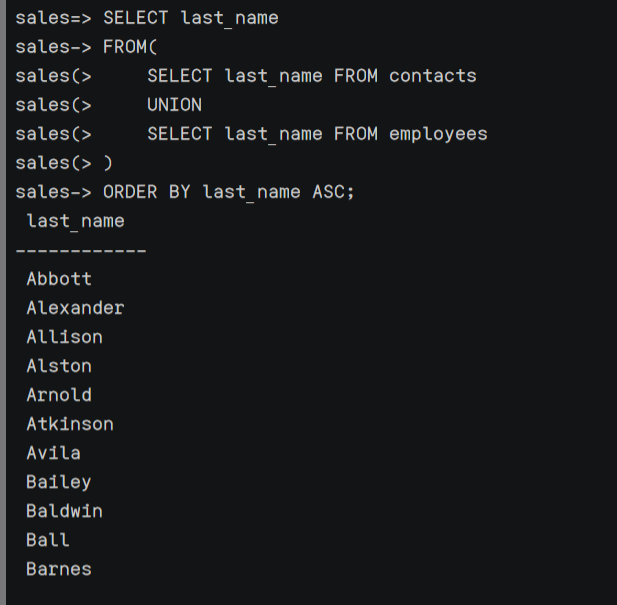 sales=> SELECT last_name
sales-> FROM(
sales(>     SELECT last_name FROM contacts
sales(>     UNION
sales(>     SELECT last_name FROM employees
sales(> )
sales-> ORDER BY last_name ASC;
 last_name
------------
 Abbott
 Alexander
 Allison
 Alston
 Arnold
 Atkinson
 Avila
 Bailey
 Baldwin
 Ball
 Barnes